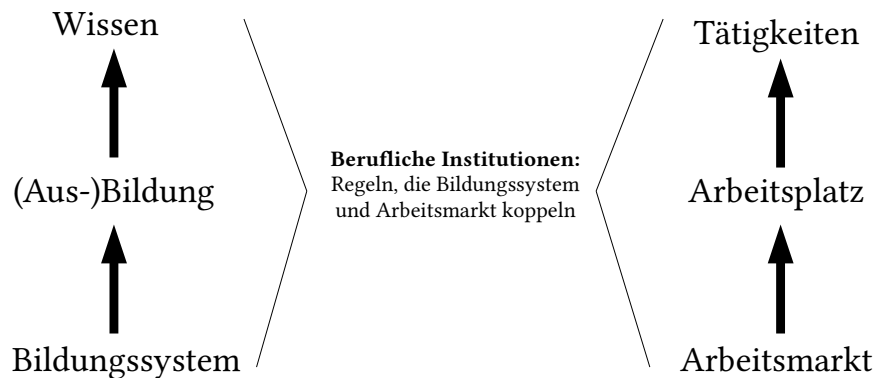 Wissen
(Aus-)Bildung
Bildungssystem
Berufliche Institutionen:
Regeln, die Bildungssystem
und Arbeitsmarkt koppeln
Tätigkeiten
Arbeitsplatz
Arbeitsmarkt